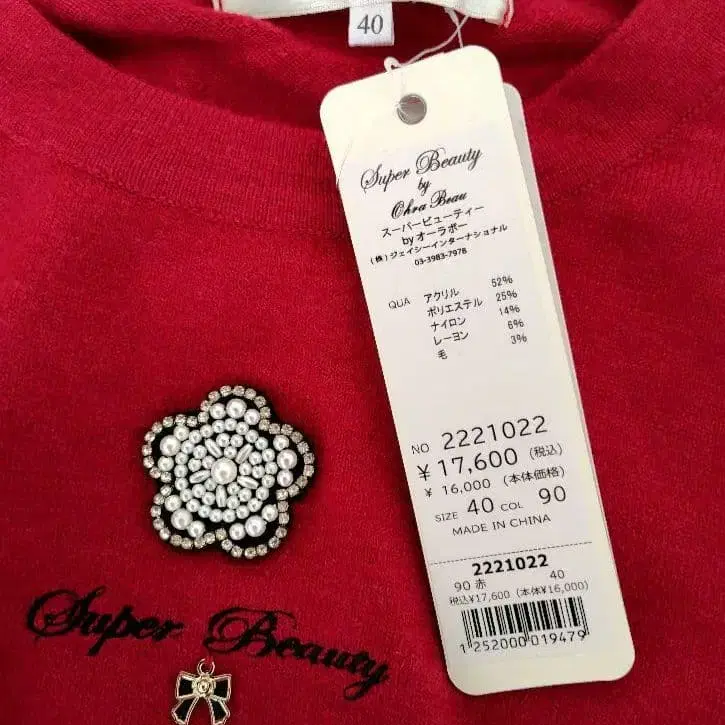 40
Super Beauty
by
Ohra Beau
スーパービューティー
byオーラボー
(株)ジェイシーインターナショナル
03-3983-7978
QUA アクリル 52%
ポリエステル 25%
ナイロン 14%
レーヨン 6%
毛 3%
NO 2221022
¥17,600 (税込)
¥ 16,000 (本体価格)
SIZE 40 COL 90
MADE IN CHINA
2221022
90 赤 40
税込¥17,600 (本体¥16,000)
1252000019479
Super Beauty